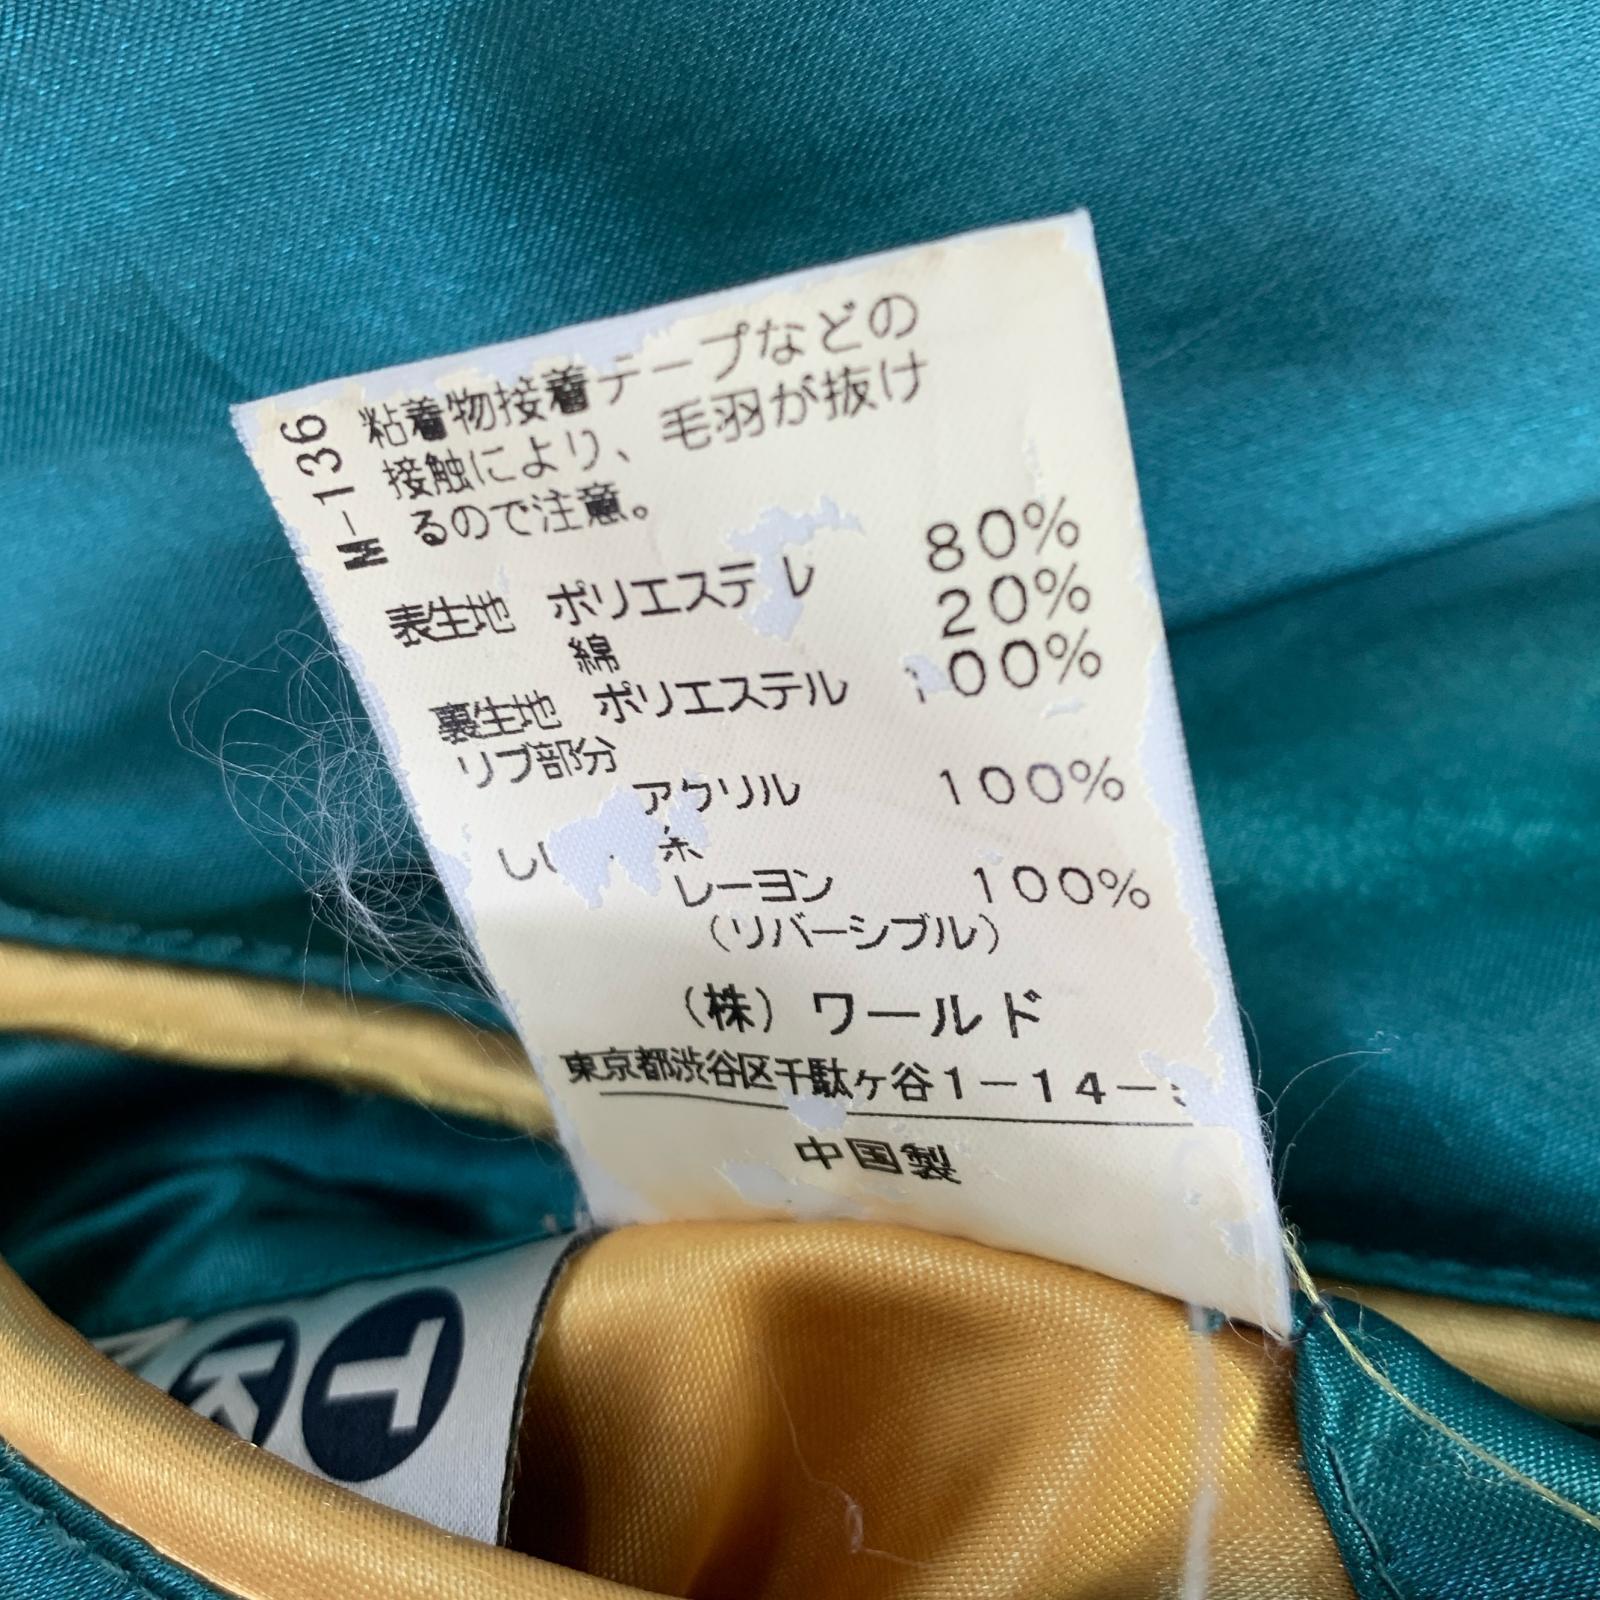 M-136
粘着物接着テープなどの
接触により、毛羽が抜け
るので注意。
表生地 ポリエステ 80%
綿 20%
裏生地 ポリエステル 100%
リブ部分
アクリル 100%
し 糸
レーヨン 100%
(リバーシブル)
(株) ワールド
東京都渋谷区千駄ヶ谷1-14-
中国製
T
K